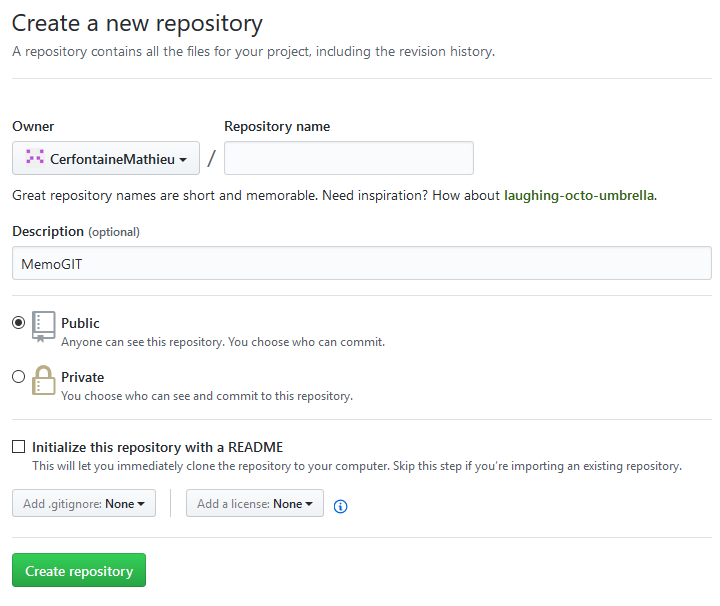 Create a new repository
A repository contains all the files for your project, including the revision history.
Owner Repository name
CerfontaineMathieu /
Great repository names are short and memorable. Need inspiration? How about laughing-octo-umbrella.
Description (optional)
MemoGIT
Public
Anyone can see this repository. You choose who can commit.
Private
You choose who can see and commit to this repository.
Initialize this repository with a README
This will let you immediately clone the repository to your computer. Skip this step if you're importing an existing repository.
Add .gitignore: None Add a license: None
Create repository